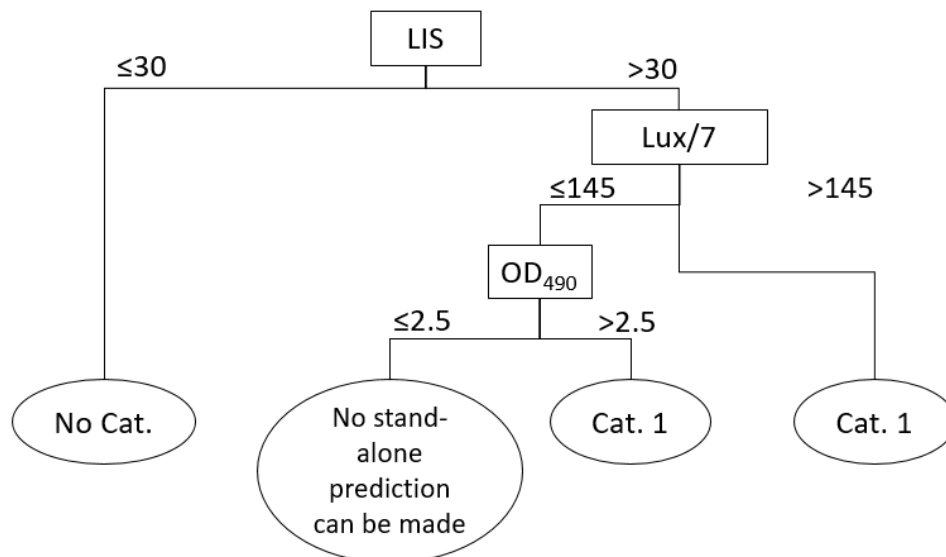 LIS
≤30
>30
Lux/7
≤145
>145
OD₄₉₀
≤2.5
>2.5
No Cat.
No stand-
alone
prediction
can be made
Cat. 1
Cat. 1